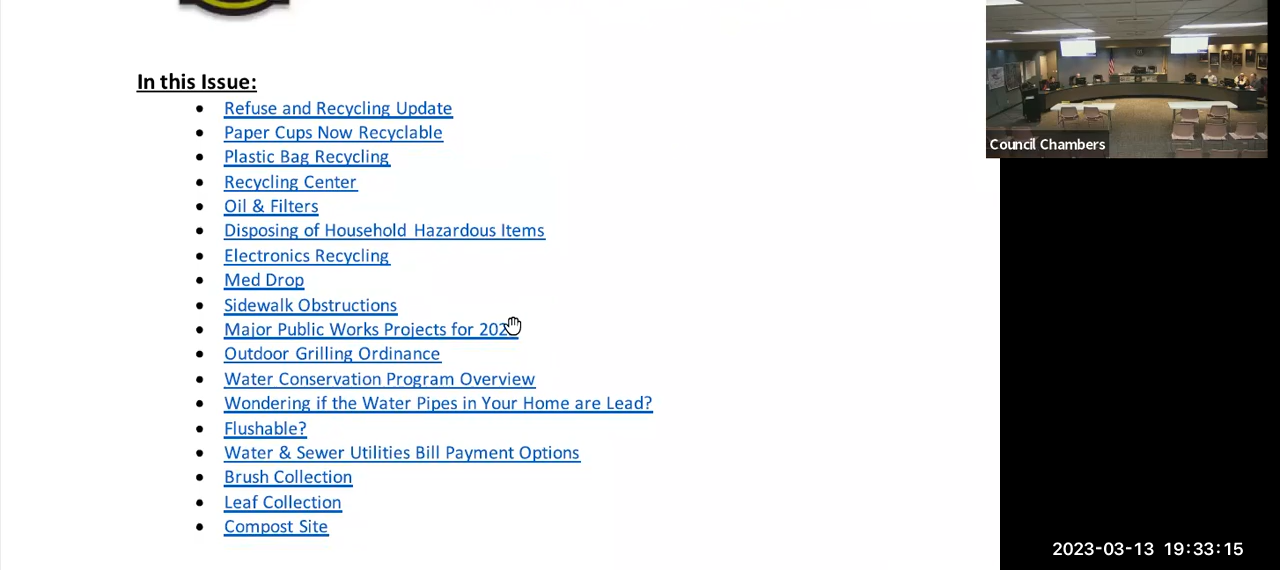 In this Issue:
• Refuse and Recycling Update
• Paper Cups Now Recyclable
• Plastic Bag Recycling
• Recycling Center
• Oil & Filters
• Disposing of Household Hazardous Items
• Electronics Recycling
• Med Drop
• Sidewalk Obstructions
• Major Public Works Projects for
• Outdoor Grilling Ordinance
• Water Conservation Program Overview
• Wondering if the Water Pipes in Your Home are Lead?
• Flushable?
• Water & Sewer Utilities Bill Payment Options
• Brush Collection
• Leaf Collection
• Compost Site
Council Chambers
2023-03-13 19:33:15